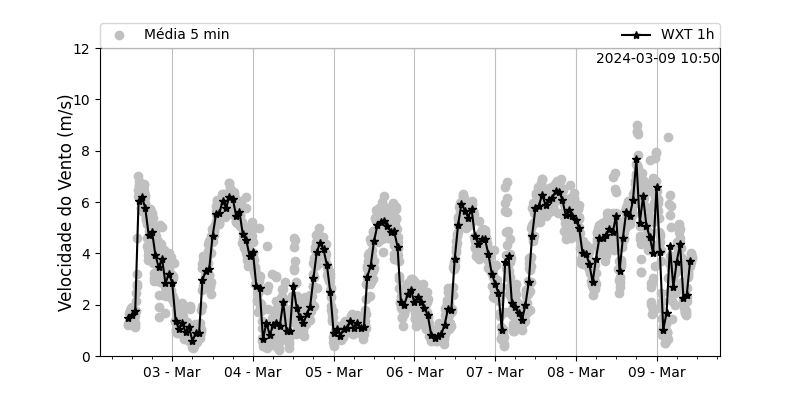 Média 5 min
WXT 1h
2024-03-09 10:50
Velocidade do Vento (m/s)
12
10
8
6
4
2
0
03 - Mar
04 - Mar
05 - Mar
06 - Mar
07 - Mar
08 - Mar
09 - Mar